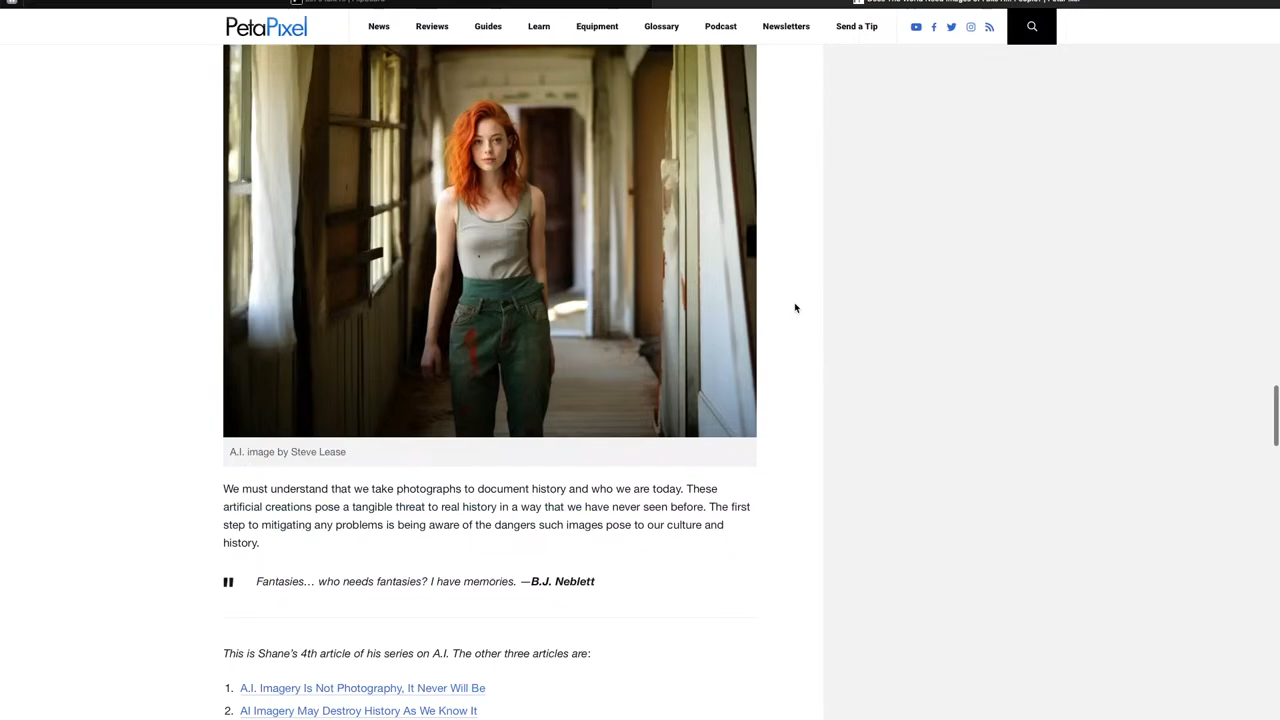 PetaPixel
News
Reviews
Guides
Learn
Equipment
Glossary
Podcast
Newsletters
Send a Tip
A.I. image by Steve Lease
We must understand that we take photographs to document history and who we are today. These
artificial creations pose a tangible threat to real history in a way that we have never seen before. The first
step to mitigating any problems is being aware of the dangers such images pose to our culture and
history.
" Fantasies... who needs fantasies? I have memories. —B.J. Neblett
This is Shane's 4th article of his series on A.I. The other three articles are:
1. A.I. Imagery Is Not Photography, It Never Will Be
2. AI Imagery May Destroy History As We Know It